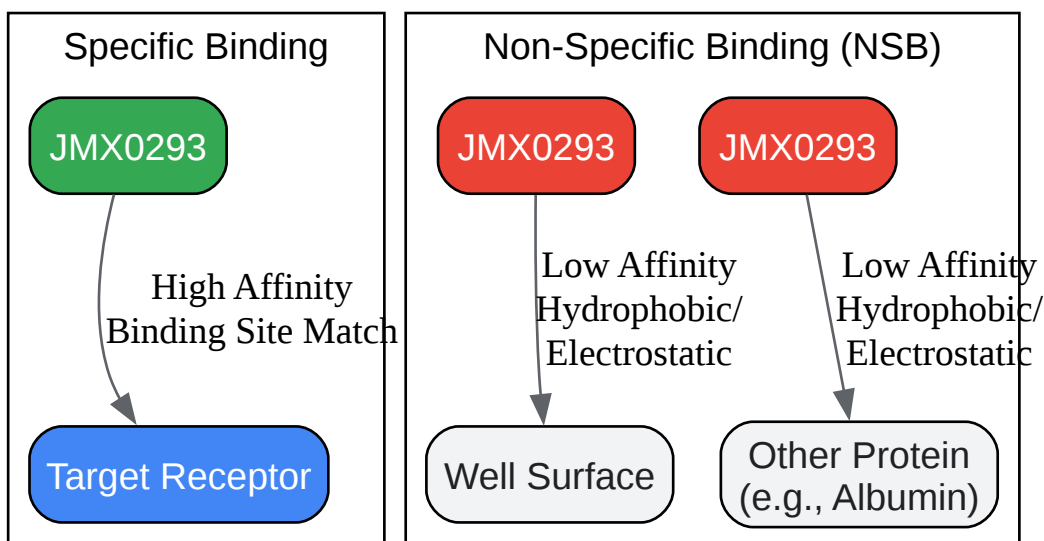 Specific Binding
JMX0293
High Affinity
Binding Site Match
Target Receptor
Non-Specific Binding (NSB)
JMX0293
Low Affinity
Hydrophobic/
Electrostatic
Well Surface
JMX0293
Low Affinity
Hydrophobic/
Electrostatic
Other Protein
(e.g., Albumin)